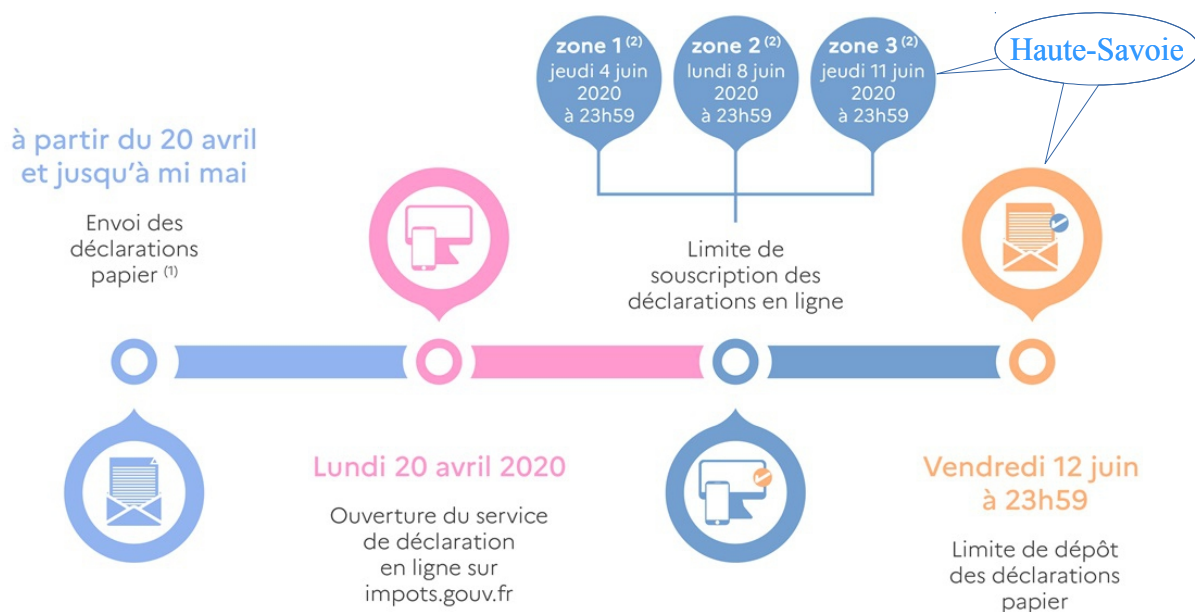 zone 1 (2)
jeudi 4 juin
2020
à 23h59
zone 2 (2)
lundi 8 juin
2020
à 23h59
zone 3 (2)
jeudi 11 juin
2020
à 23h59
Haute-Savoie
à partir du 20 avril
et jusqu'à mi mai
Envoi des
déclarations
papier (1)
Limite de
souscription des
déclarations en ligne
Lundi 20 avril 2020
Ouverture du service
de déclaration
en ligne sur
impots.gouv.fr
Vendredi 12 juin
à 23h59
Limite de dépôt
des déclarations
papier